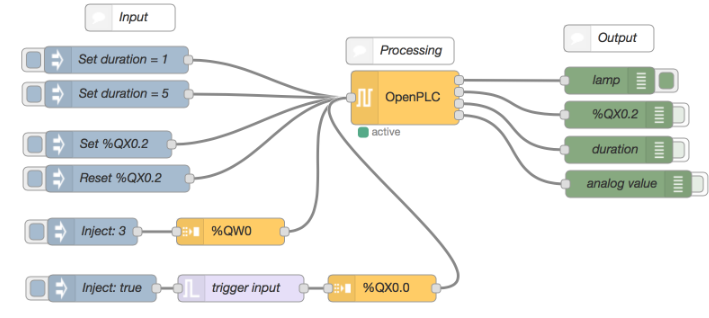 Input
Set duration = 1
Set duration = 5
Set %QX0.2
Reset %QX0.2
Inject: 3
%QW0
Inject: true
trigger input
%QX0.0
Processing
OpenPLC
active
Output
lamp
%QX0.2
duration
analog value